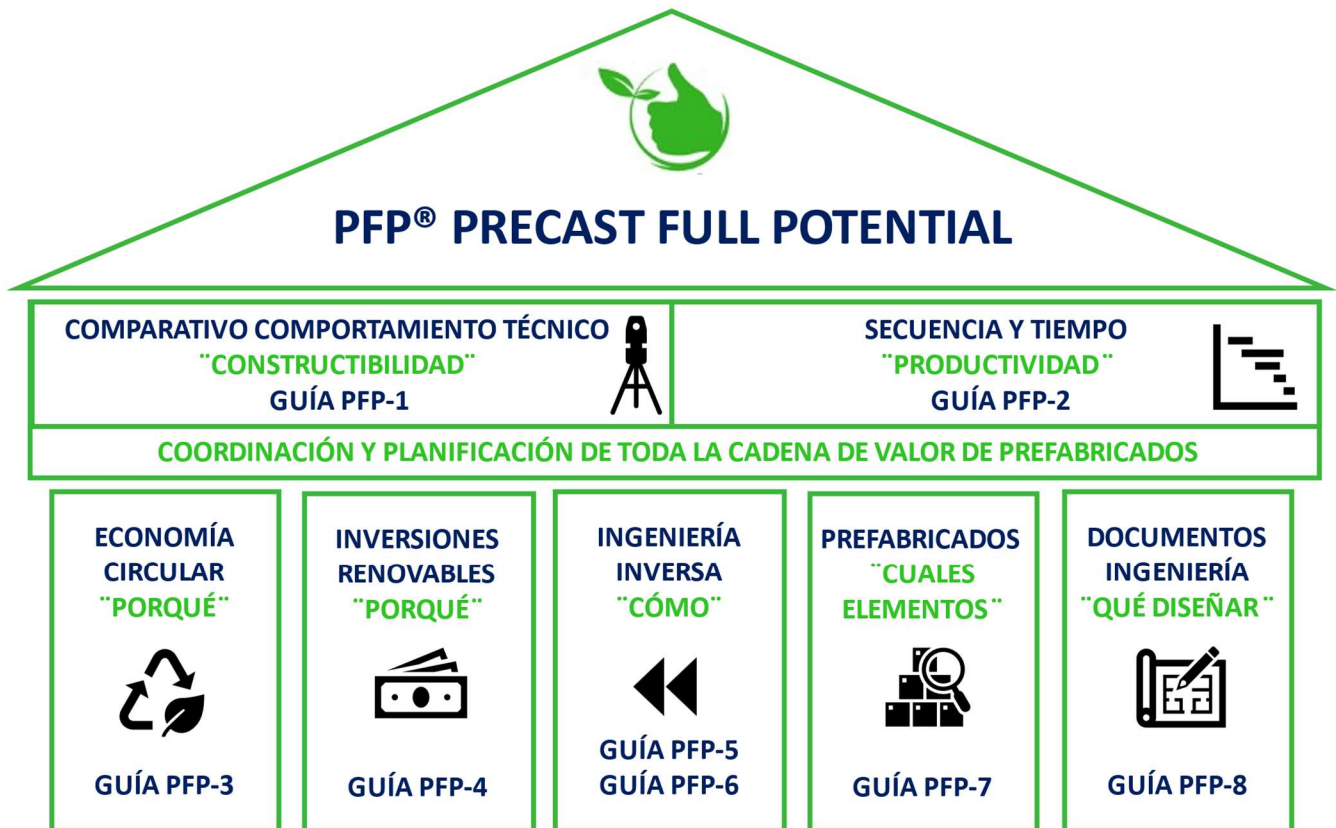 PFP® PRECAST FULL POTENTIAL
COMPARATIVO COMPORTAMIENTO TÉCNICO
¨CONSTRUCTIBILIDAD¨
GUÍA PFP-1
SECUENCIA Y TIEMPO
¨PRODUCTIVIDAD¨
GUÍA PFP-2
COORDINACIÓN Y PLANIFICACIÓN DE TODA LA CADENA DE VALOR DE PREFABRICADOS
ECONOMÍA
CIRCULAR
¨PORQUÉ¨
GUÍA PFP-3
INVERSIONES
RENOVABLES
¨PORQUÉ¨
GUÍA PFP-4
INGENIERÍA
INVERSA
¨CÓMO¨
GUÍA PFP-5
GUÍA PFP-6
PREFABRICADOS
¨CUALES
ELEMENTOS¨
GUÍA PFP-7
DOCUMENTOS
INGENIERÍA
¨QUÉ DISEÑAR¨
GUÍA PFP-8